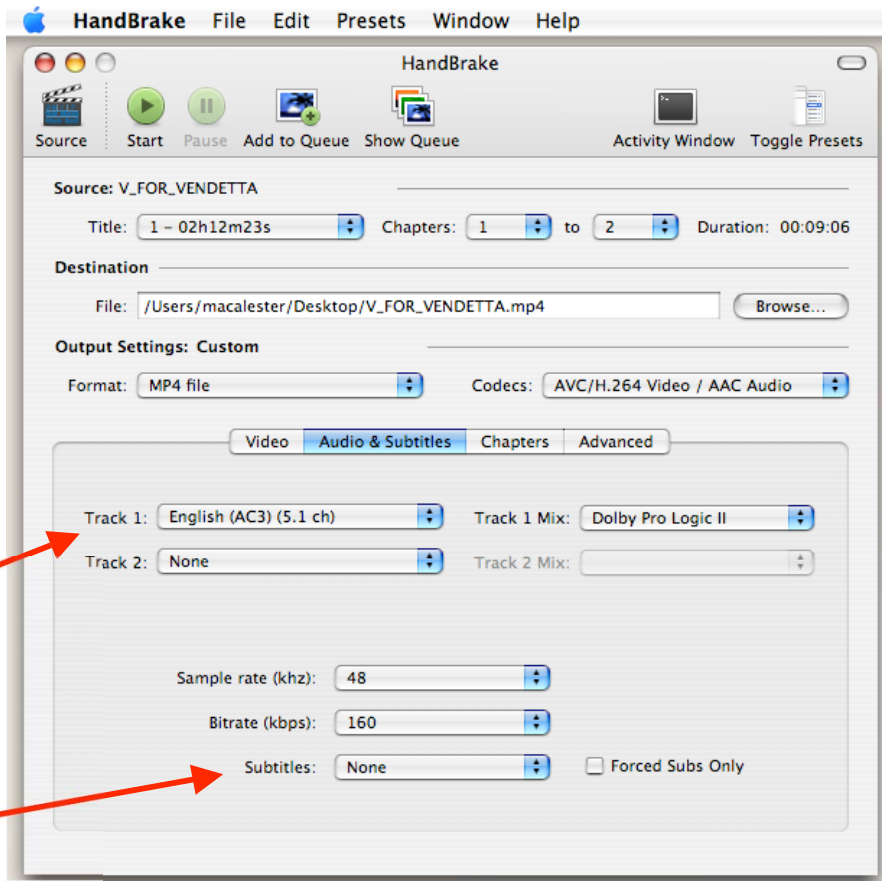 HandBrake File Edit Presets Window Help
HandBrake
Source Start Pause Add to Queue Show Queue Activity Window Toggle Presets
Source: V_FOR_VENDETTA
Title: 1 - 02h12m23s Chapters: 1 to 2 Duration: 00:09:06
Destination
File: /Users/macalester/Desktop/V_FOR_VENDETTA.mp4 Browse...
Output Settings: Custom
Format: MP4 file Codecs: AVC/H.264 Video / AAC Audio
Video Audio & Subtitles Chapters Advanced
Track 1: English (AC3) (5.1 ch) Track 1 Mix: Dolby Pro Logic II
Track 2: None Track 2 Mix:
Sample rate (khz): 48
Bitrate (kbps): 160
Subtitles: None Forced Subs Only